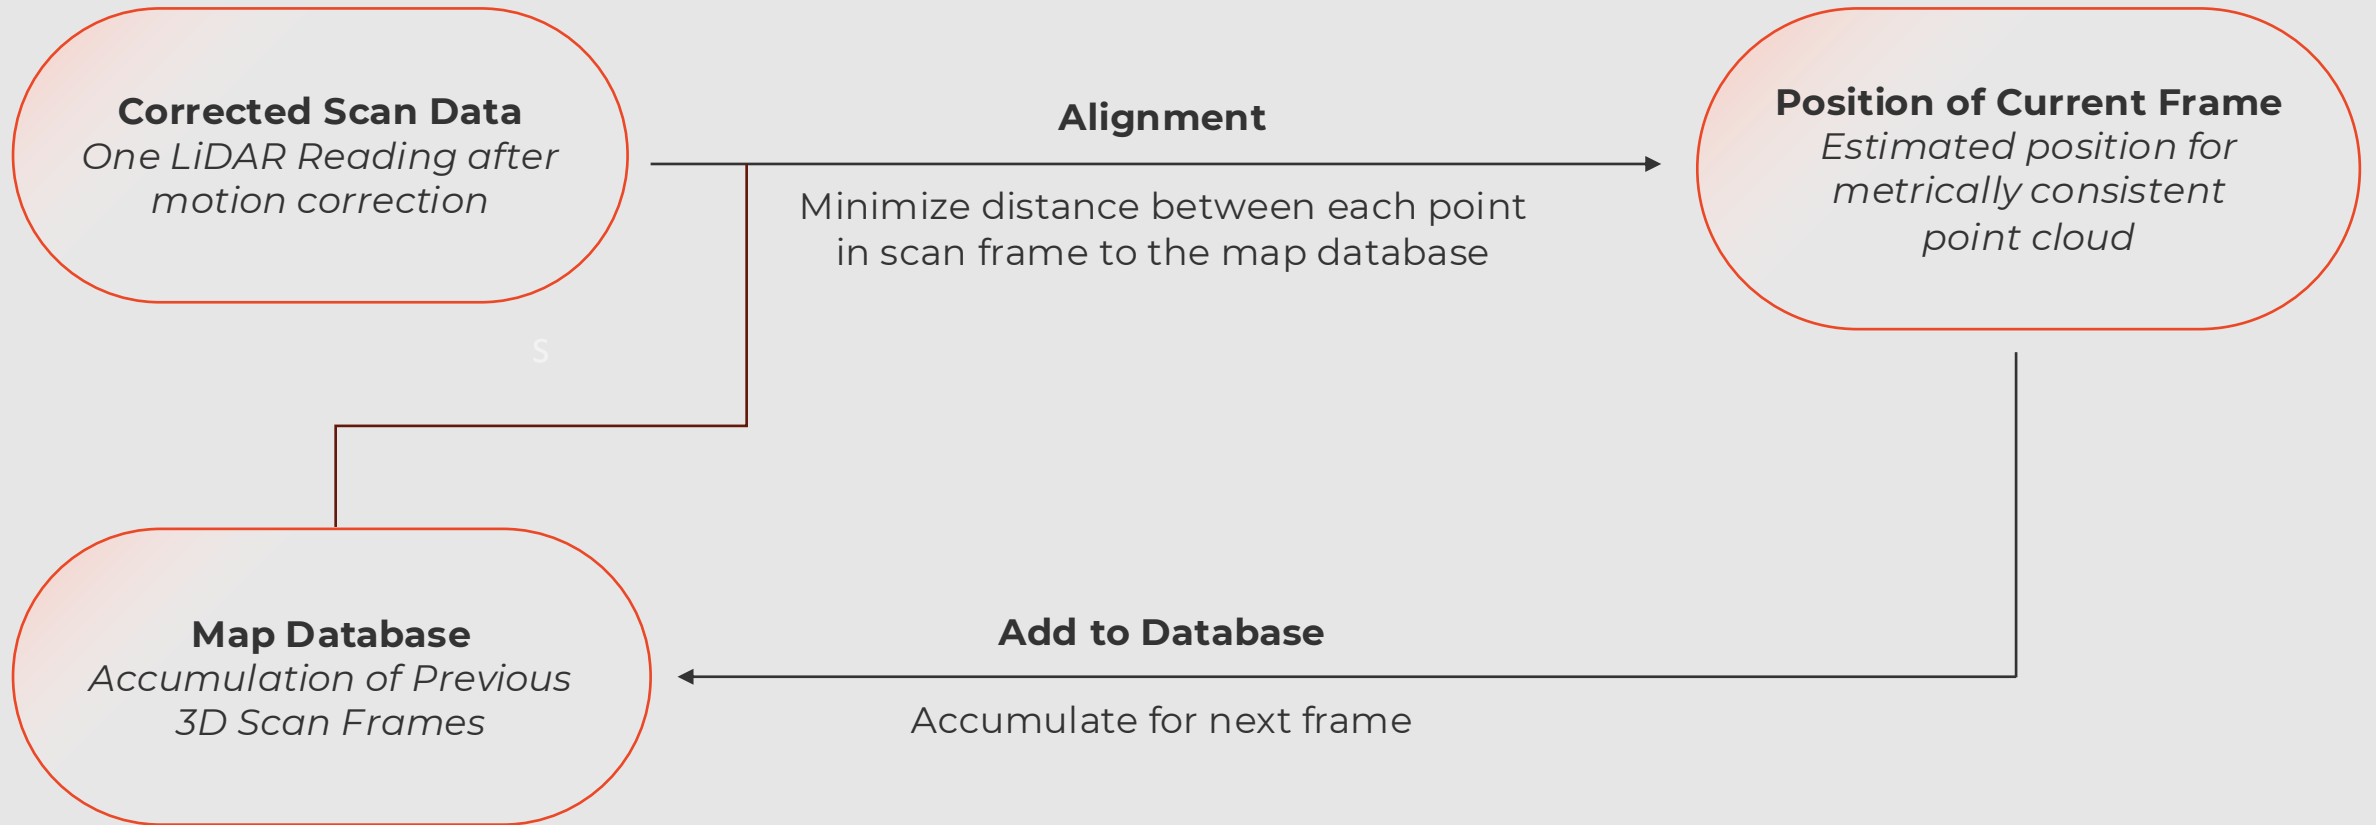 Corrected Scan Data
One LiDAR Reading after
motion correction
Alignment
Minimize distance between each point
in scan frame to the map database
Position of Current Frame
Estimated position for
metrically consistent
point cloud
S
Map Database
Accumulation of Previous
3D Scan Frames
Add to Database
Accumulate for next frame